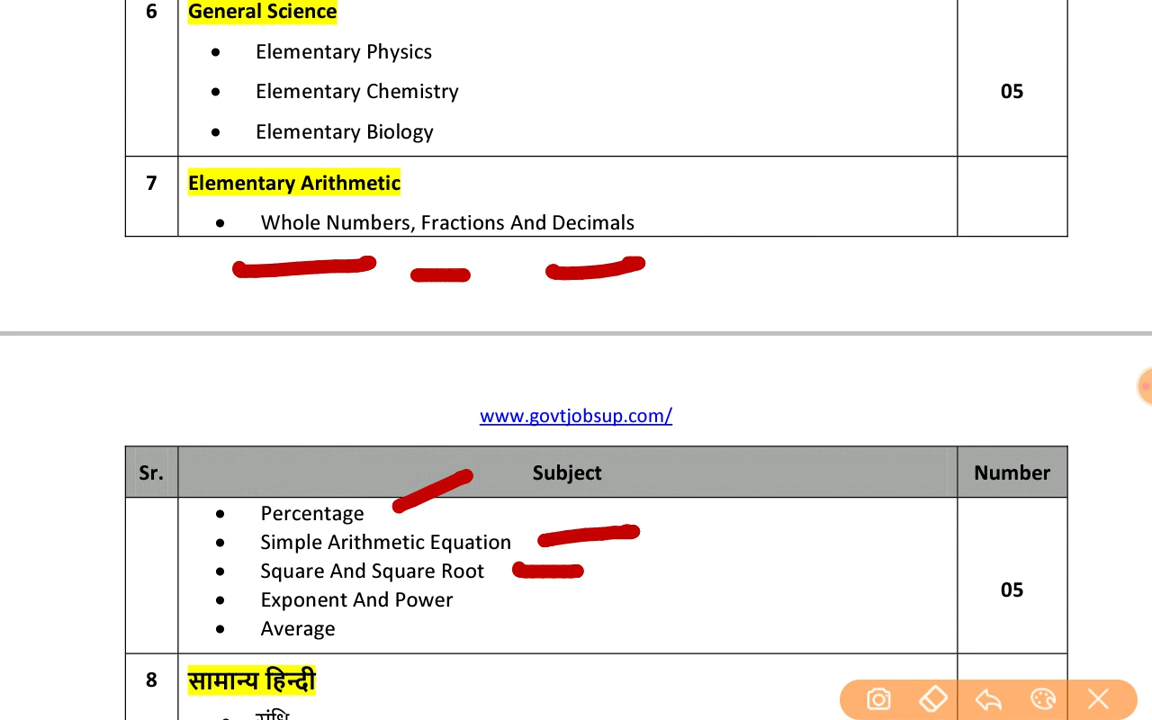 6 General Science
• Elementary Physics
• Elementary Chemistry 05
• Elementary Biology
7 Elementary Arithmetic
• Whole Numbers, Fractions And Decimals
www.govtjobsup.com/
Sr. Subject Number
• Percentage
• Simple Arithmetic Equation
• Square And Square Root 05
• Exponent And Power
• Average
8 सामान्य हिन्दी
• संधि